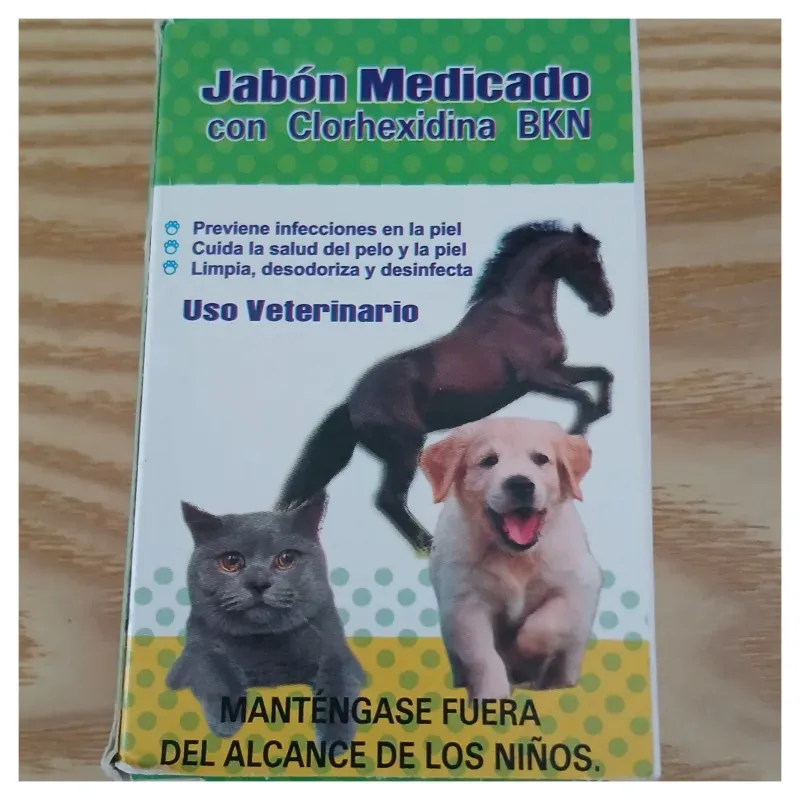 Jabón Medicado
con Clorhexidina BKN
Previene infecciones en la piel
Cuida la salud del pelo y la piel
Limpia, desodoriza y desinfecta
Uso Veterinario
MANTÉNGASE FUERA
DEL ALCANCE DE LOS NIÑOS.